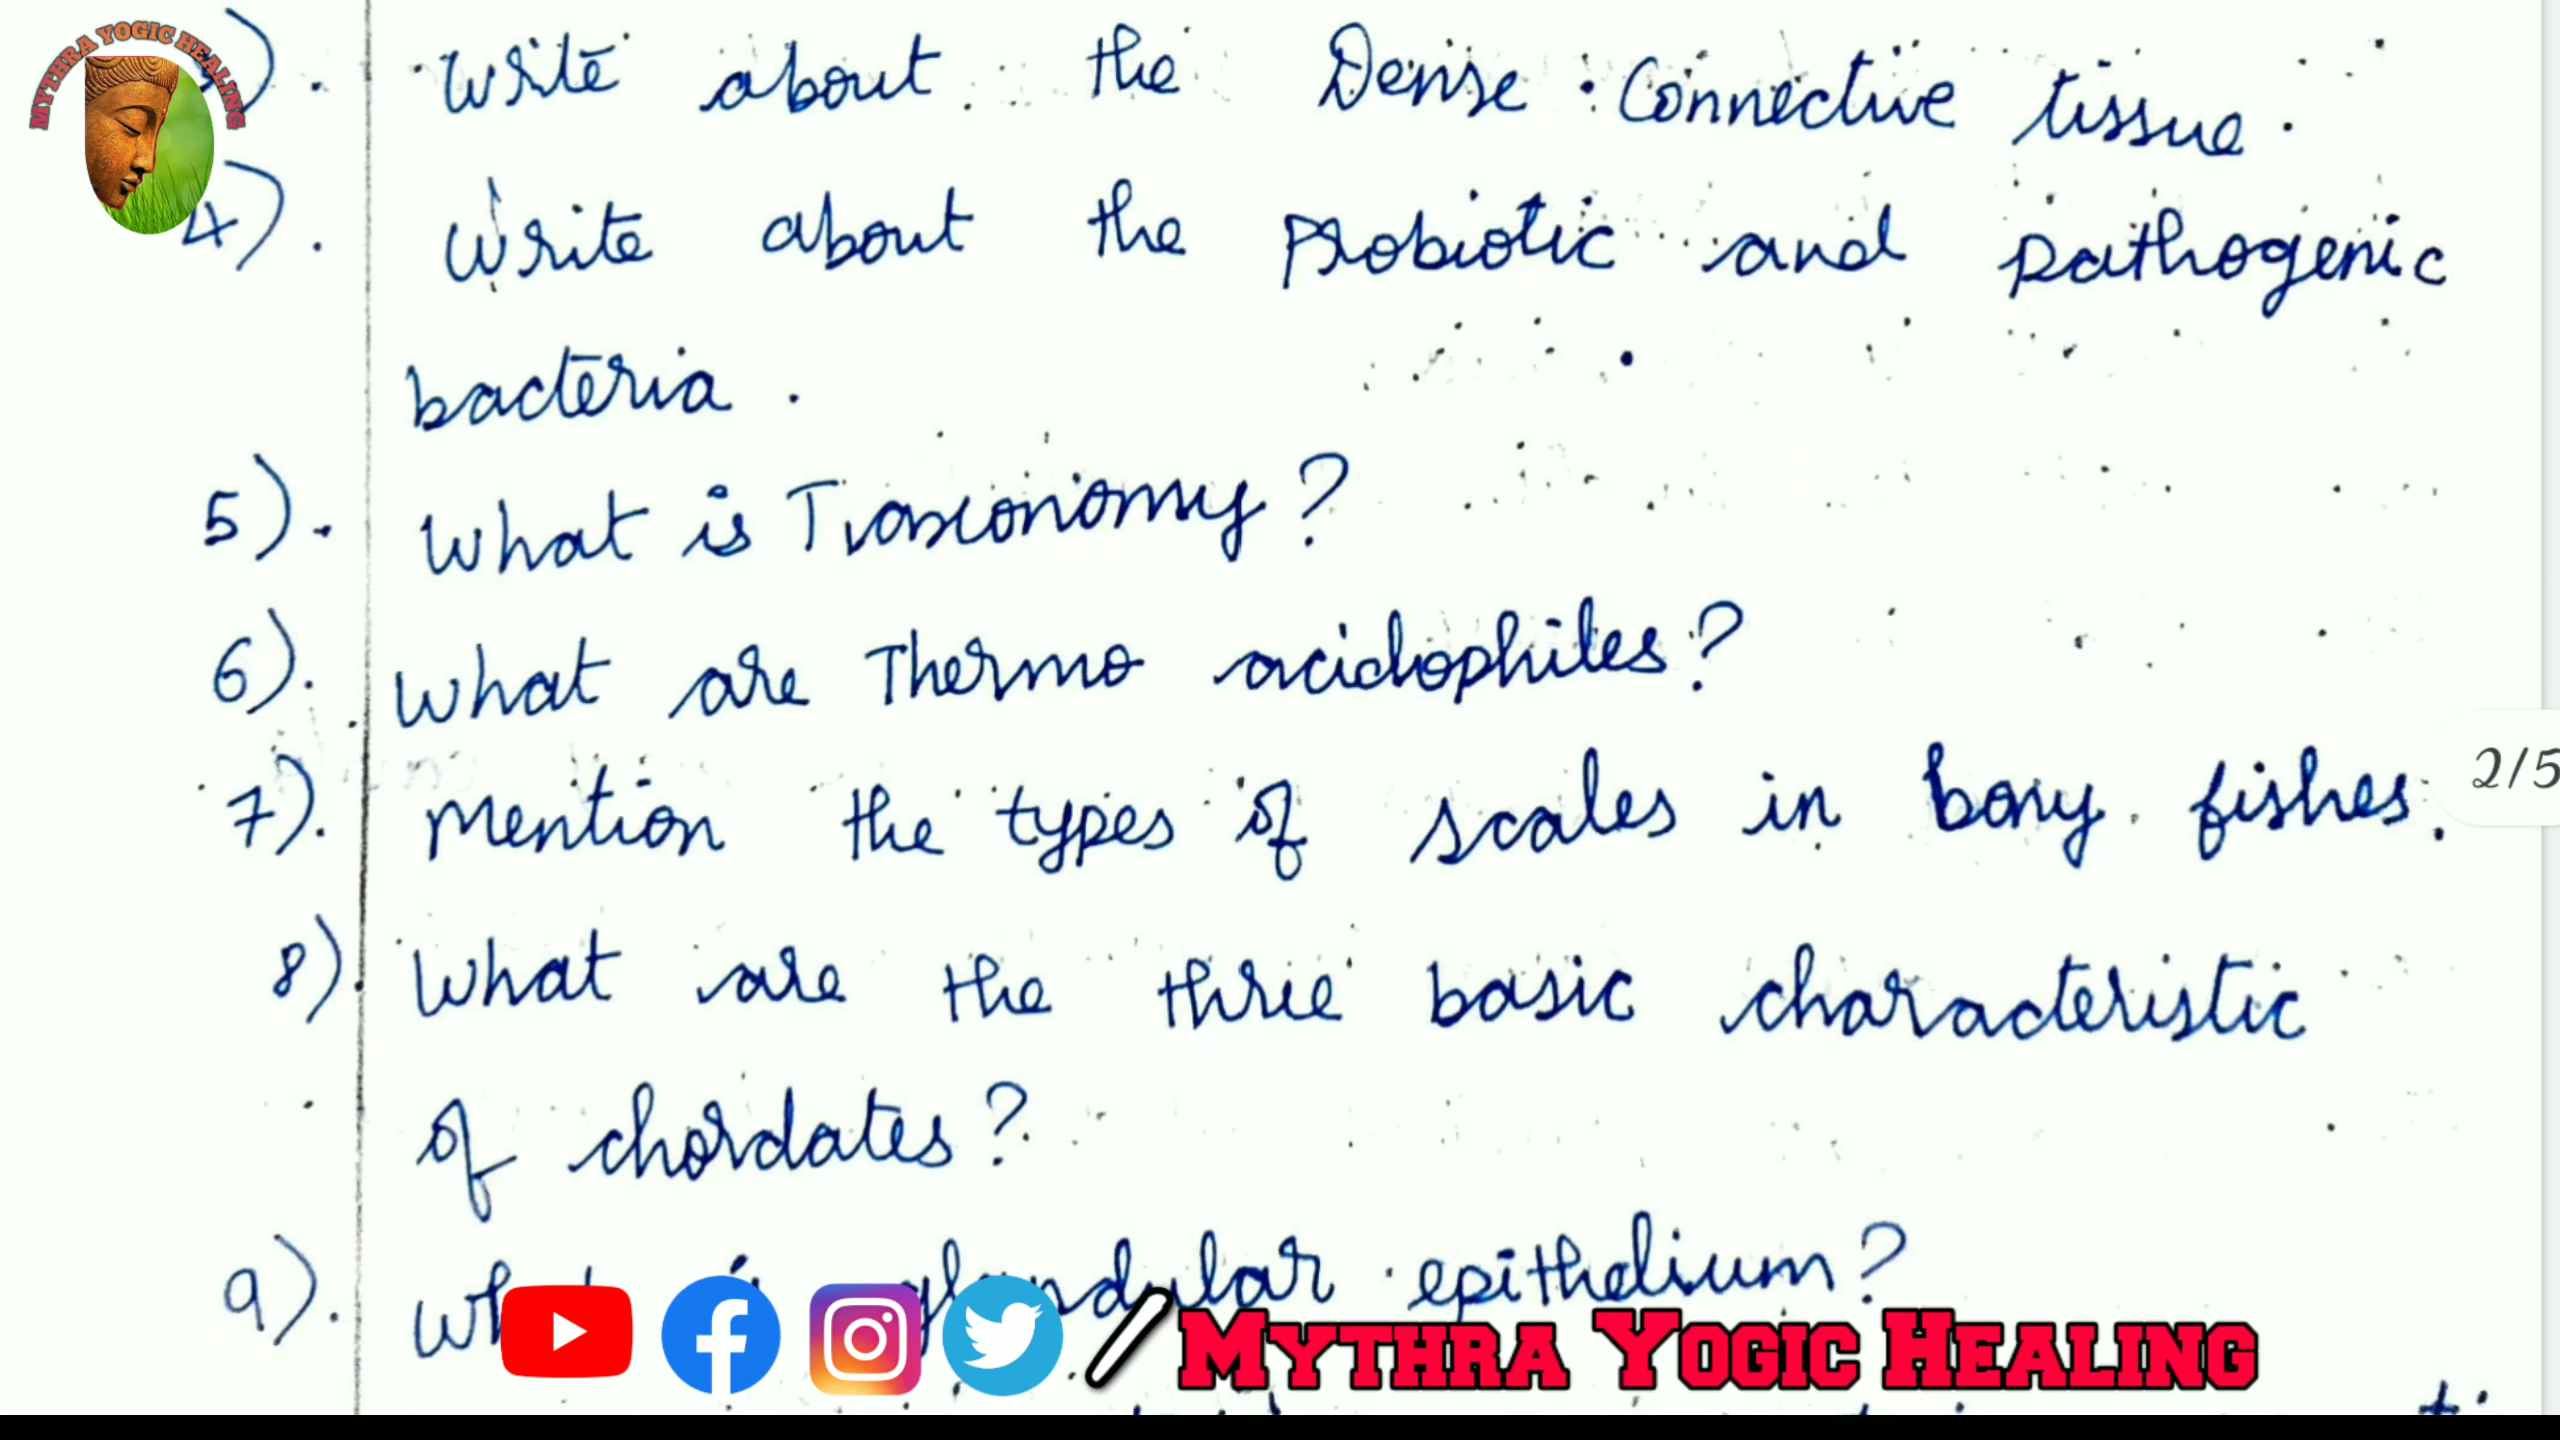 MYTHRA YOGIC HEALING
). Write about the Dense Connective tissue.
4). Write about the probiotic and pathogenic
bacteria.
5). What is Taxonomy?
6). What are Thermo acidophiles?
7). Mention the types of scales in bony fishes.
2/5
8). What are the three basic characteristic
of chordates?
9). glandular epithelium?
MYTHRA YOGIC HEALING